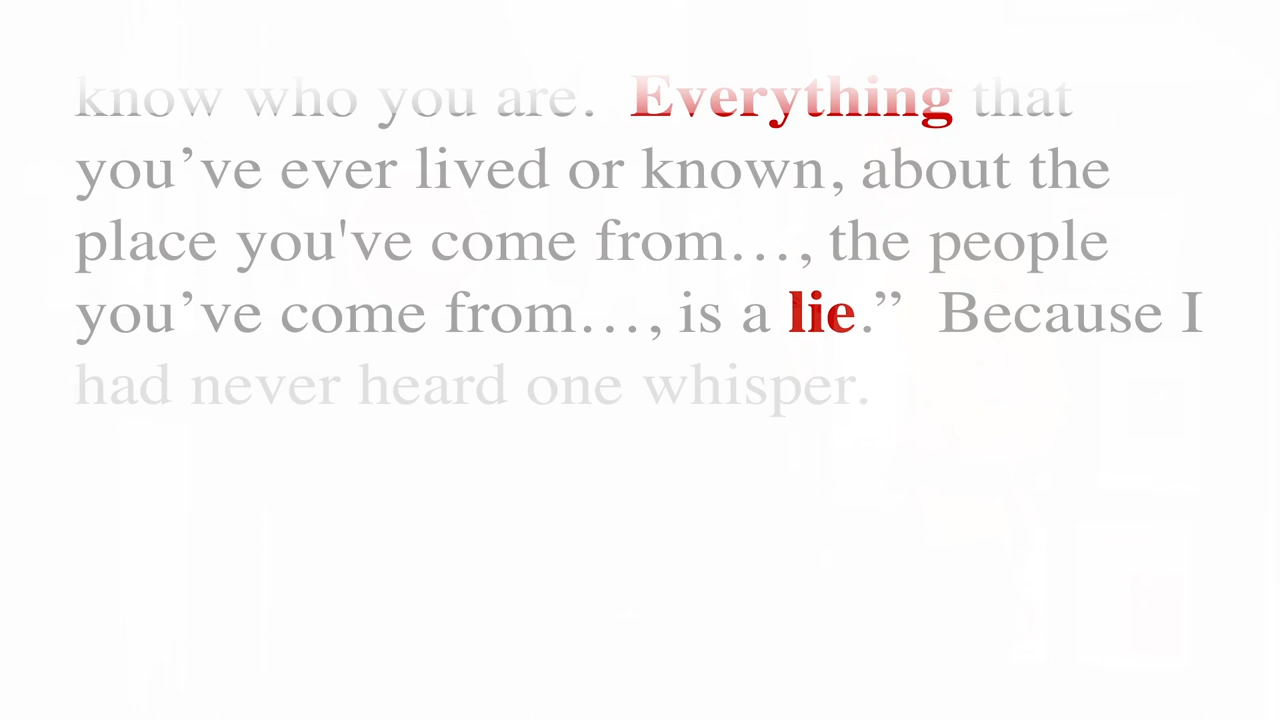 know who you are.  Everything that
you’ve ever lived or known, about the
place you've come from…, the people
you’ve come from…, is a lie.”  Because I
had never heard one whisper.